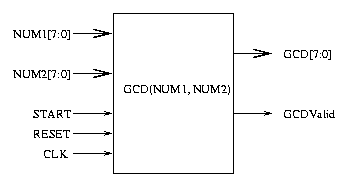 NUM1[7:0]
NUM2[7:0]
START
RESET
CLK
GCD(NUM1, NUM2)
GCD[7:0]
GCDValid